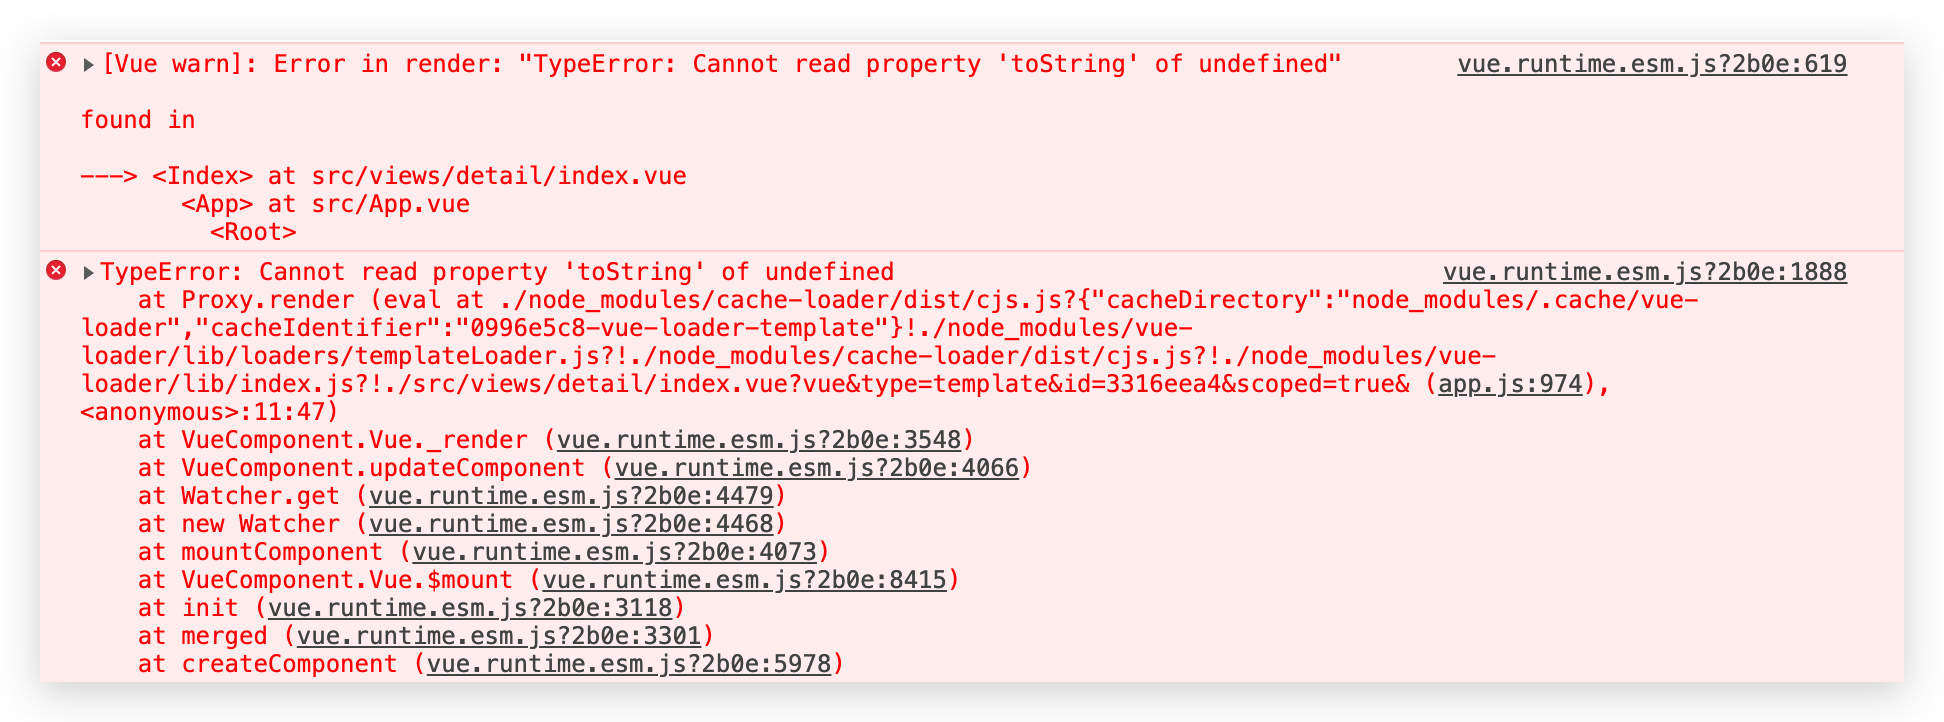 [Vue warn]: Error in render: "TypeError: Cannot read property 'toString' of undefined" vue.runtime.esm.js?2b0e:619
found in
---> <Index> at src/views/detail/index.vue
<App> at src/App.vue
<Root>
TypeError: Cannot read property 'toString' of undefined vue.runtime.esm.js?2b0e:1888
at Proxy.render (eval at ./node_modules/cache-loader/dist/cjs.js?{"cacheDirectory":"node_modules/.cache/vue-
loader","cacheIdentifier":"0996e5c8-vue-loader-template"}!./node_modules/vue-
loader/lib/loaders/templateLoader.js?!./node_modules/cache-loader/dist/cjs.js?!./node_modules/vue-
loader/lib/index.js?!./src/views/detail/index.vue?vue&type=template&id=3316eea4&scoped=true& (app.js:974),
<anonymous>:11:47)
at VueComponent.Vue._render (vue.runtime.esm.js?2b0e:3548)
at VueComponent.updateComponent (vue.runtime.esm.js?2b0e:4066)
at Watcher.get (vue.runtime.esm.js?2b0e:4479)
at new Watcher (vue.runtime.esm.js?2b0e:4468)
at mountComponent (vue.runtime.esm.js?2b0e:4073)
at VueComponent.Vue.$mount (vue.runtime.esm.js?2b0e:8415)
at init (vue.runtime.esm.js?2b0e:3118)
at merged (vue.runtime.esm.js?2b0e:3301)
at createComponent (vue.runtime.esm.js?2b0e:5978)